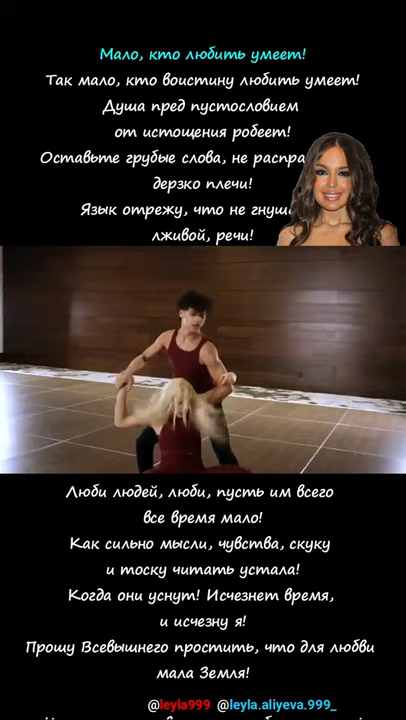 Мало, кто любить умеет!
Так мало, кто воистину любить умеет!
Душа пред пустословием
от истощения робеет!
Оставьте грубые слова, не
дерзко плечи!
Язык отрежу, что не
лживой, речи!
Люби людей, люби, пусть им всего
все время мало!
Как сильно мысли, чувства, скуку
и тоску читать устала!
Когда они уснут! Исчезнет время,
и исчезну я!
Прошу Всевышнего простить, что для любви
мала Земля!
@leyla999 @leyla.aliyeva.999_